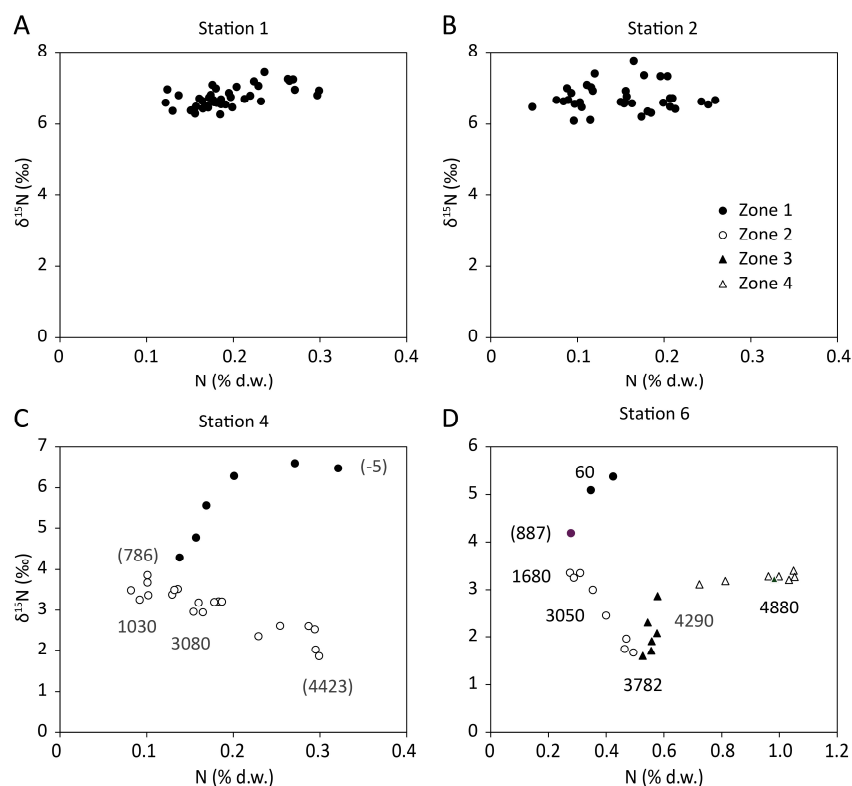 A
Station 1
8
6
4
2
0
0
0.1
0.2
0.3
0.4
δ¹⁵N (‰)
N (% d.w.)
B
Station 2
8
6
4
2
0
0
0.1
0.2
0.3
0.4
δ¹⁵N (‰)
N (% d.w.)
Zone 1
Zone 2
Zone 3
Zone 4
C
Station 4
7
6
5
4
3
2
1
0
0
0.1
0.2
0.3
0.4
δ¹⁵N (‰)
N (% d.w.)
(-5)
(786)
1030
3080
(4423)
D
Station 6
6
5
4
3
2
1
0
0
0.2
0.4
0.6
0.8
1.0
1.2
δ¹⁵N (‰)
N (% d.w.)
60
(887)
1680
3050
3782
4290
4880